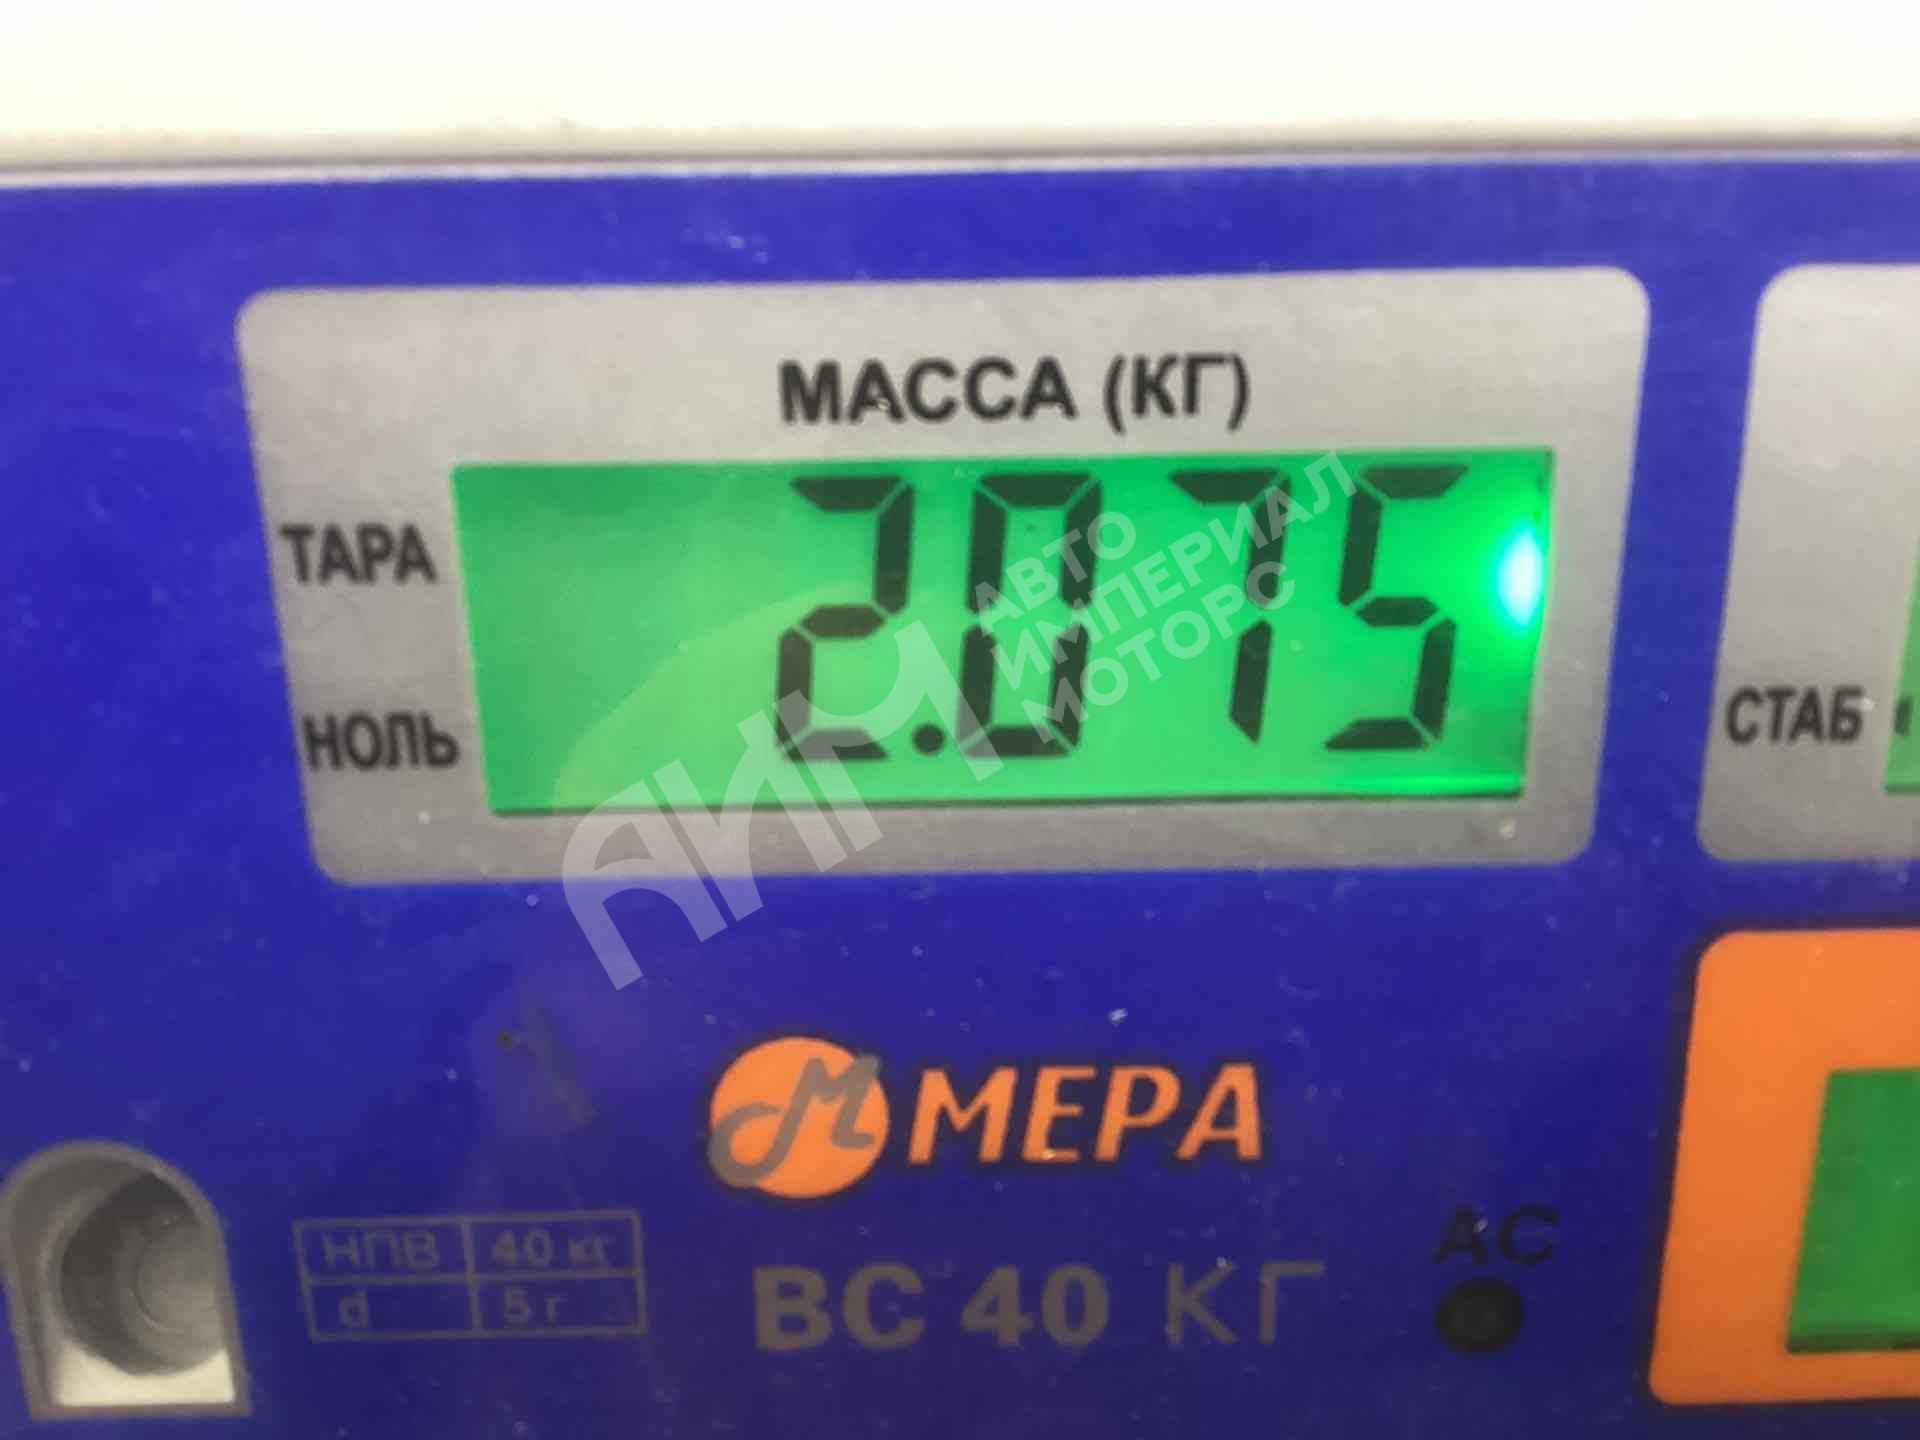 МАССА (КГ)
ТАРА
2.075
НОЛЬ
СТАБ
АИМ
АВТО
ИМПЕРИАЛ
МОТОРС
М МЕРА
НПВ 40 кг
d 5 г
ВС 40 КГ
АС